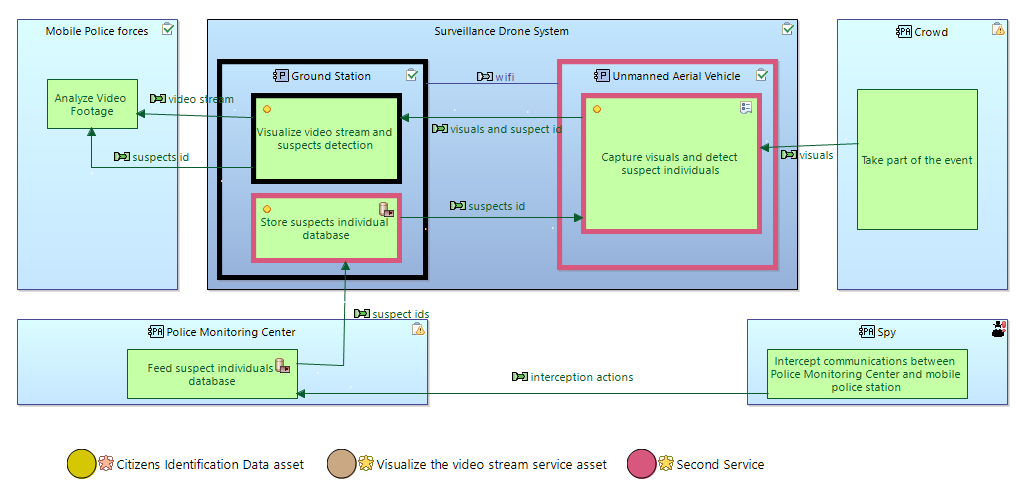 Mobile Police forces
Surveillance Drone System
PA Crowd
P Ground Station
wifi
P Unmanned Aerial Vehicle
Analyze Video
Footage
video stream
Visualize video stream and
suspects detection
visuals and suspect id
Capture visuals and detect
suspect individuals
visuals
Take part of the event
suspects id
Store suspects individual
database
suspects id
suspect ids
PA Police Monitoring Center
PA Spy
Feed suspect individuals
database
interception actions
Intercept communications between
Police Monitoring Center and mobile
police station
Citizens Identification Data asset
Visualize the video stream service asset
Second Service